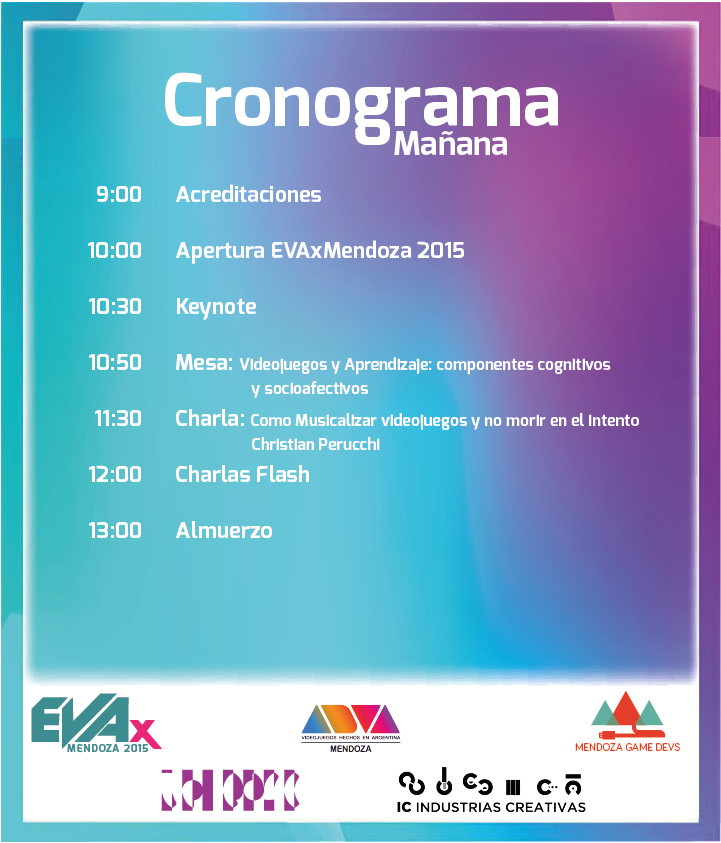 Cronograma
Mañana
9:00 Acreditaciones
10:00 Apertura EVAxMendoza 2015
10:30 Keynote
10:50 Mesa: Videojuegos y Aprendizaje: componentes cognitivos
y socioafectivos
11:30 Charla: Como Musicalizar videojuegos y no morir en el intento
Christian Perucchi
12:00 Charlas Flash
13:00 Almuerzo
EVAx
MENDOZA 2015
ADVA
VIDEOJUEGOS HECHOS EN ARGENTINA
MENDOZA
MENDOZA GAME DEVS
IC INDUSTRIAS CREATIVAS